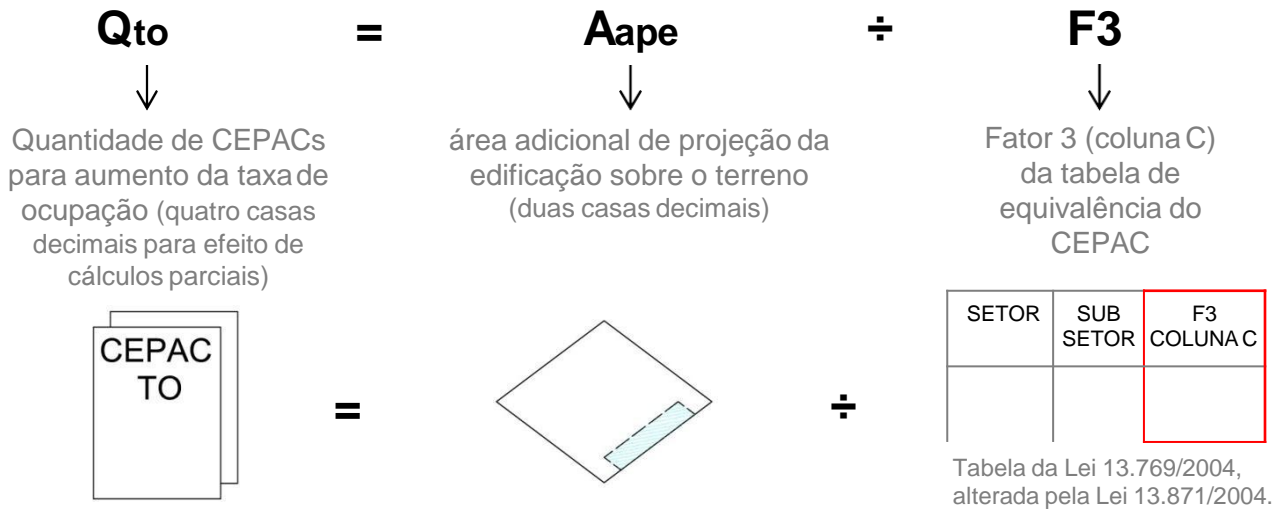 Qto = Aape ÷ F3
Quantidade de CEPACs
para aumento da taxa de
ocupação (quatro casas
decimais para efeito de
cálculos parciais)
área adicional de projeção da
edificação sobre o terreno
(duas casas decimais)
Fator 3 (coluna C)
da tabela de
equivalência do
CEPAC
CEPAC
TO
=
÷
SETOR
SUB
SETOR
F3
COLUNA C
Tabela da Lei 13.769/2004,
alterada pela Lei 13.871/2004.